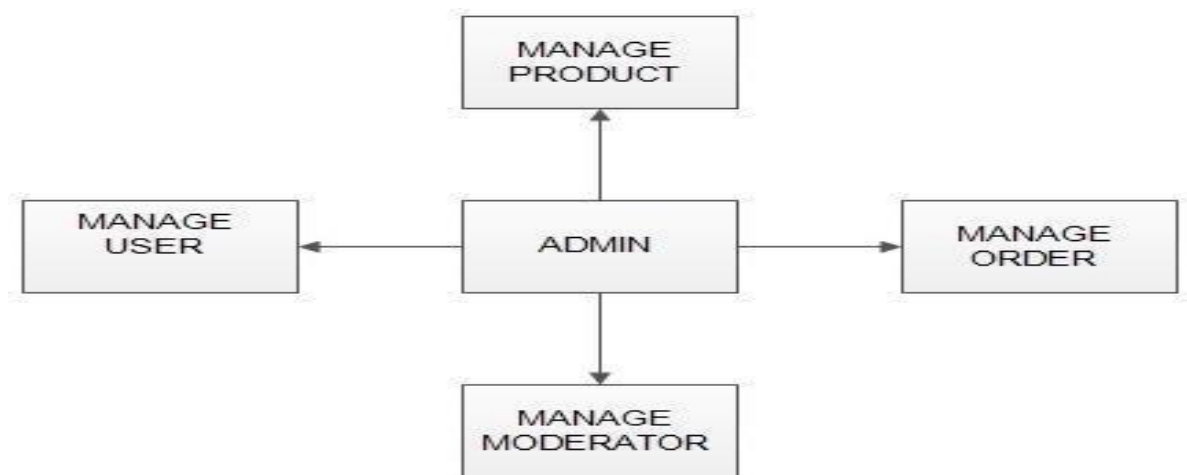 MANAGE
PRODUCT
MANAGE
USER
ADMIN
MANAGE
ORDER
MANAGE
MODERATOR